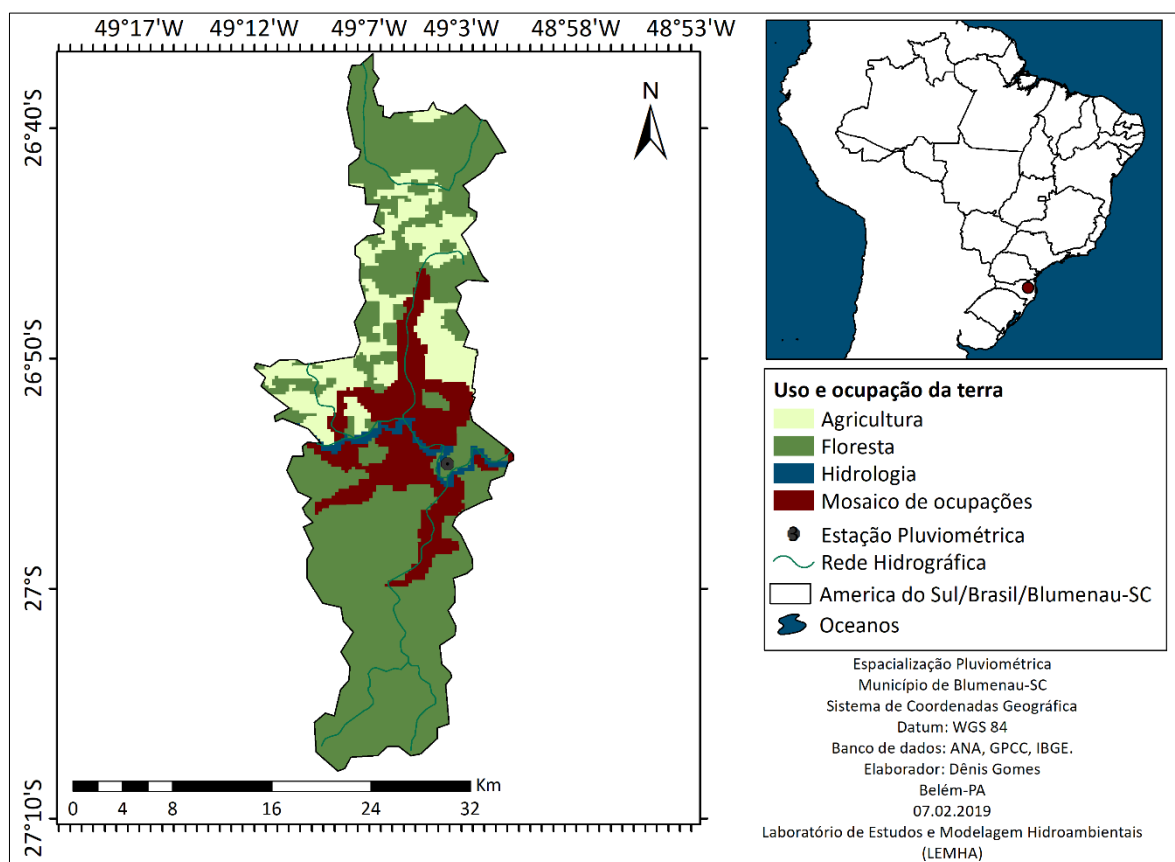 49°17'W 49°12'W 49°7'W 49°3'W 48°58'W 48°53'W
N
26°40'S
26°50'S
27°S
27°10'S
Km
0 4 8 16 24 32
Uso e ocupação da terra
Agricultura
Floresta
Hidrologia
Mosaico de ocupações
Estação Pluviométrica
Rede Hidrográfica
America do Sul/Brasil/Blumenau-SC
Oceanos
Espacialização Pluviométrica
Município de Blumenau-SC
Sistema de Coordenadas Geográfica
Datum: WGS 84
Banco de dados: ANA, GPCC, IBGE.
Elaborador: Dênis Gomes
Belém-PA
07.02.2019
Laboratório de Estudos e Modelagem Hidroambientais
(LEMHA)